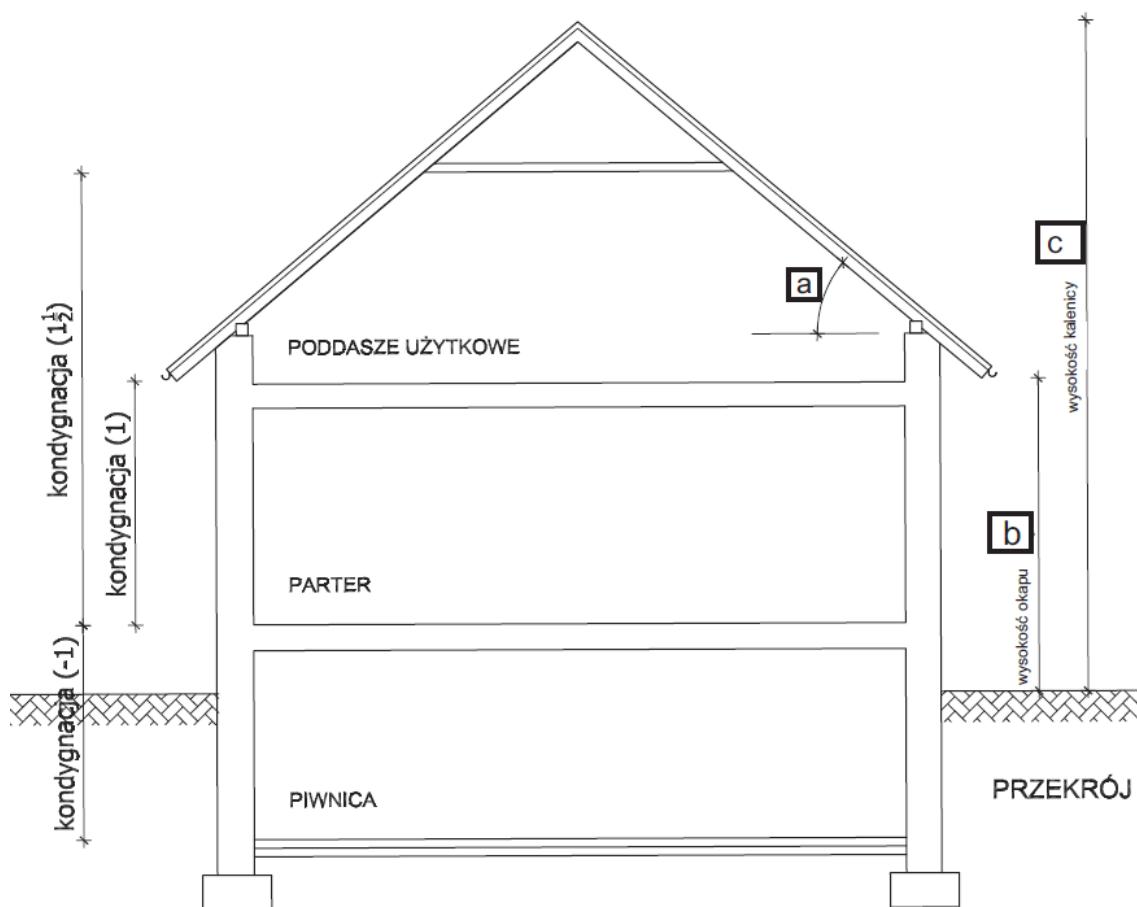 c
wysokość kalenicy
a
kondygnacja (1½)
PODDASZE UŻYTKOWE
kondygnacja (1)
b
wysokość okapu
PARTER
kondygnacja (-1)
PIWNICA
PRZEKRÓJ